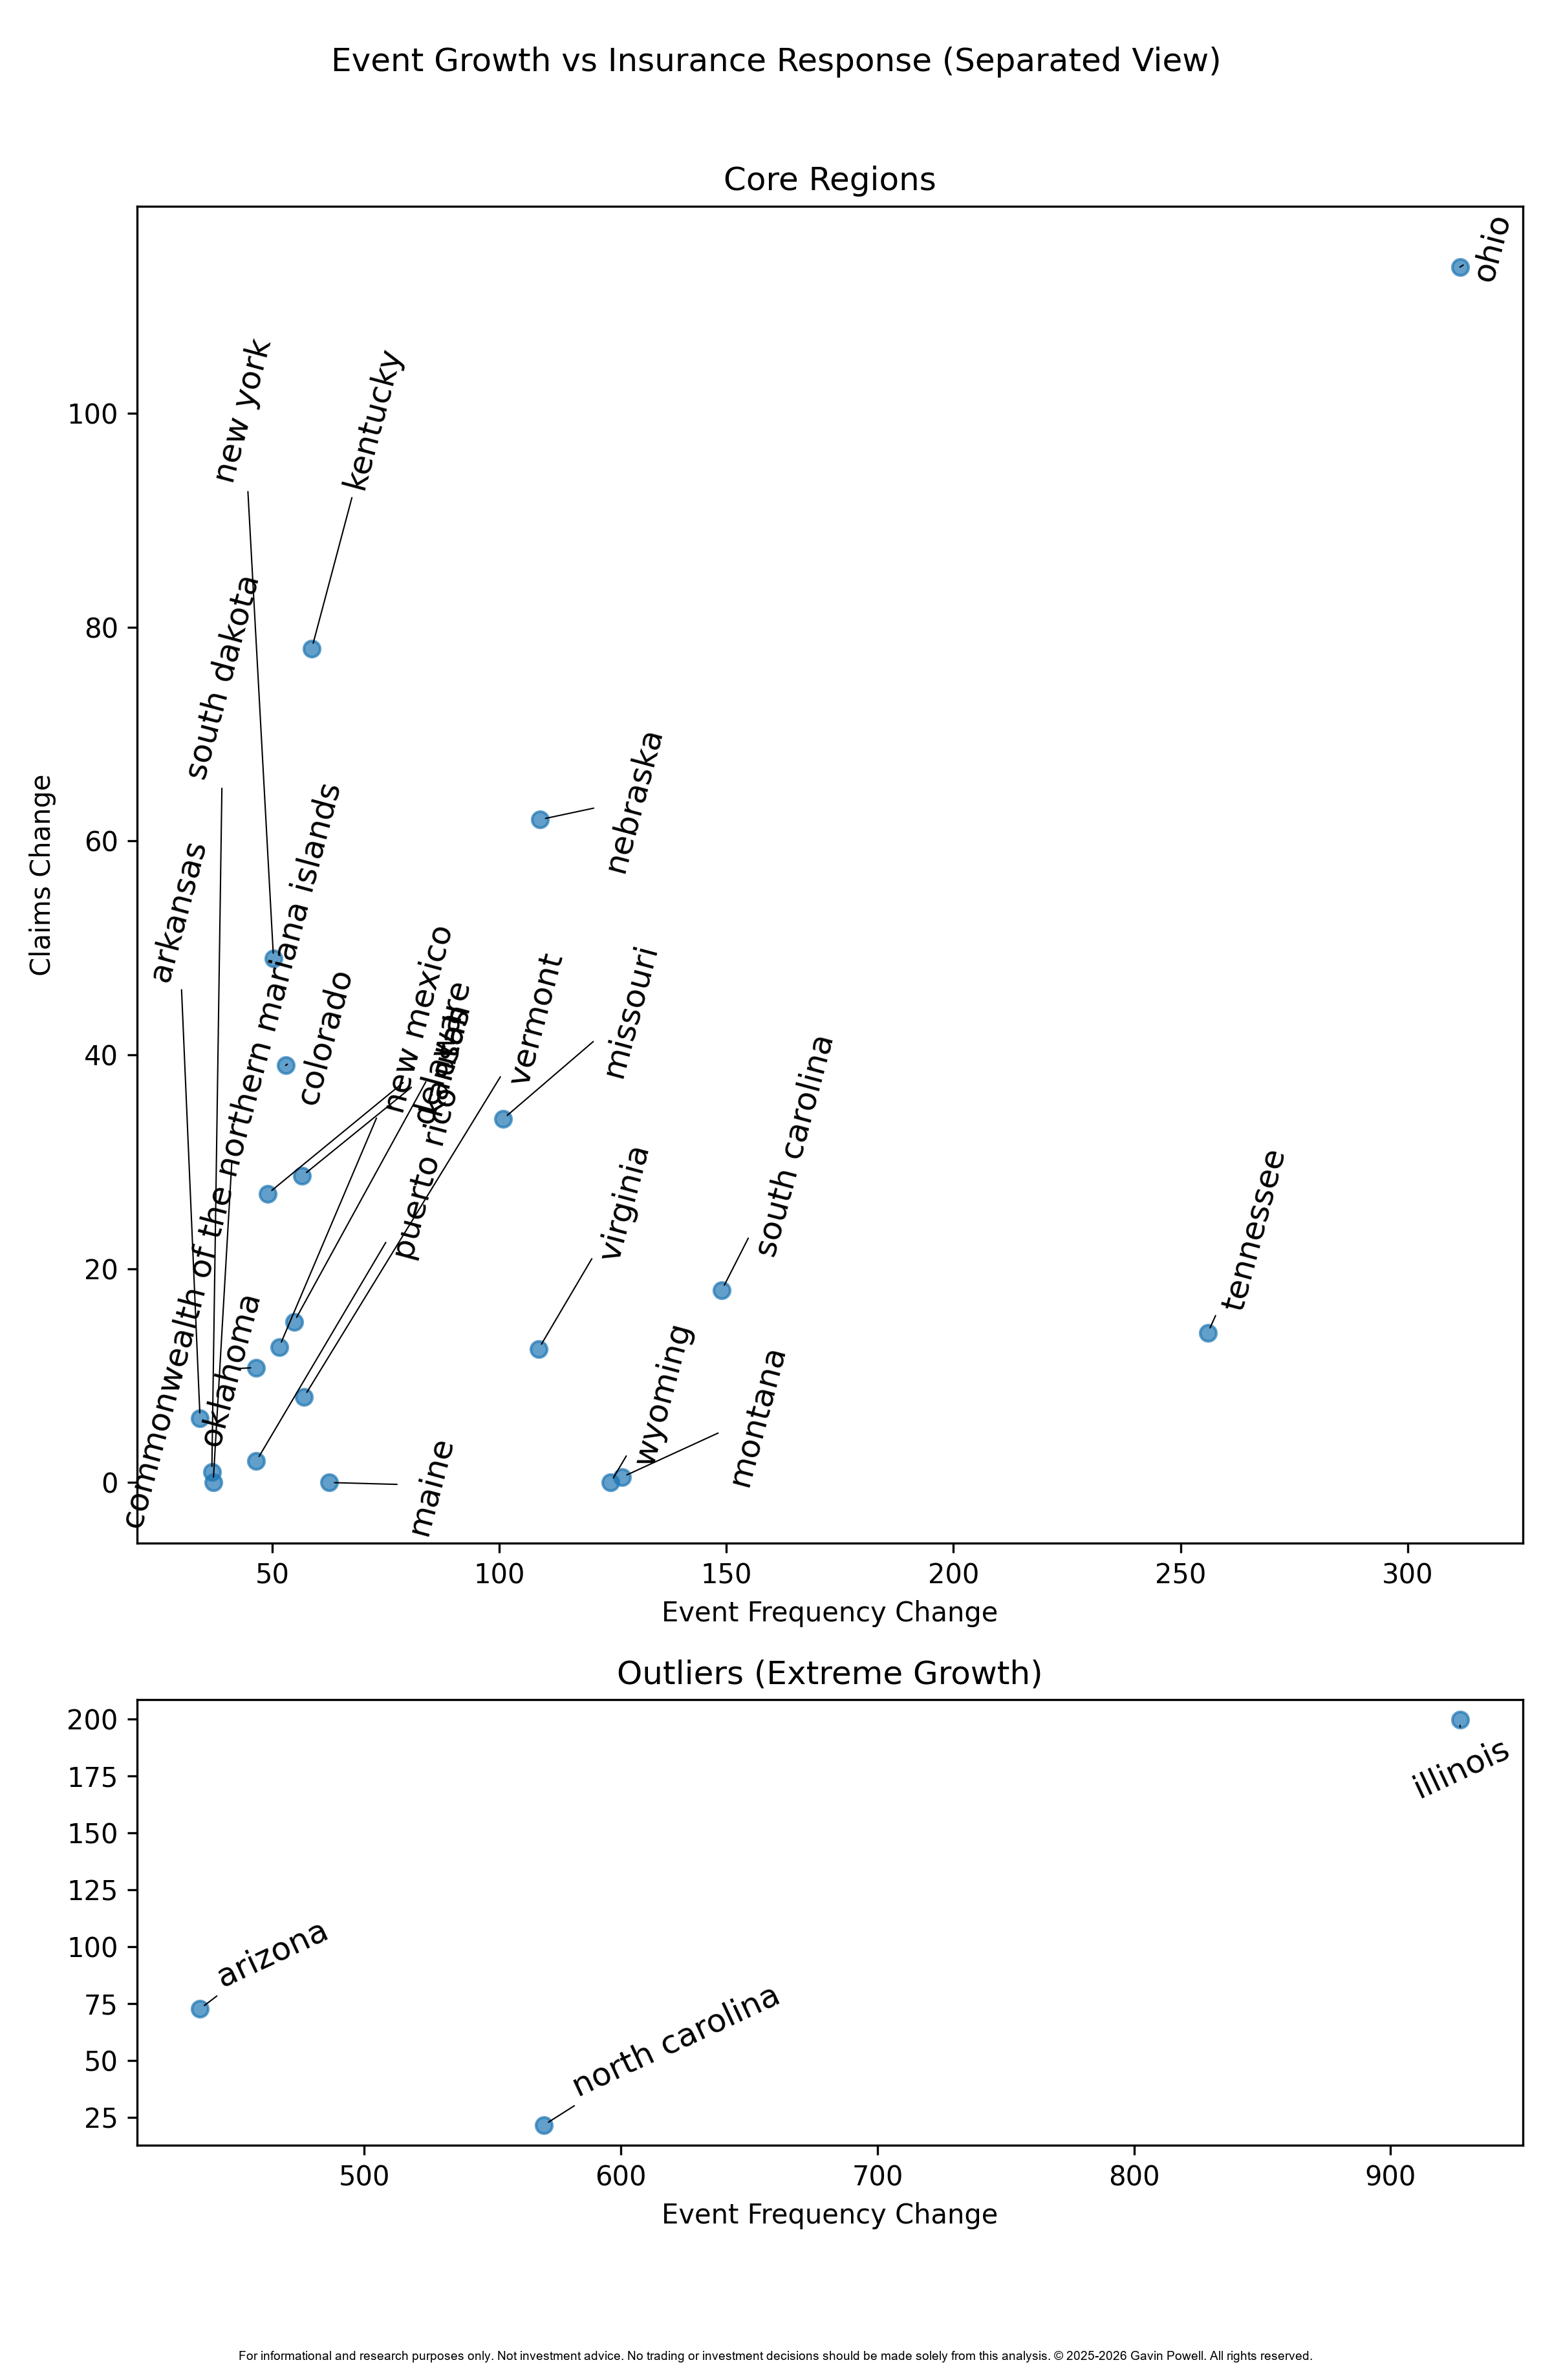 Event Growth vs Insurance Response (Separated View)
Core Regions
Claims Change
100
80
60
40
20
0
ohio
new york
kentucky
south dakota
nebraska
arkansas
commonwealth of the northern mariana islands
colorado
new mexico
delaware
puerto rico
vermont
missouri
virginia
south carolina
tennessee
oklahoma
wyoming
montana
maine
50
100
150
200
250
300
Event Frequency Change
Outliers (Extreme Growth)
200
175
150
125
100
75
50
25
illinois
arizona
north carolina
500
600
700
800
900
Event Frequency Change
For informational and research purposes only. Not investment advice. No trading or investment decisions should be made solely from this analysis. © 2025-2026 Gavin Powell. All rights reserved.